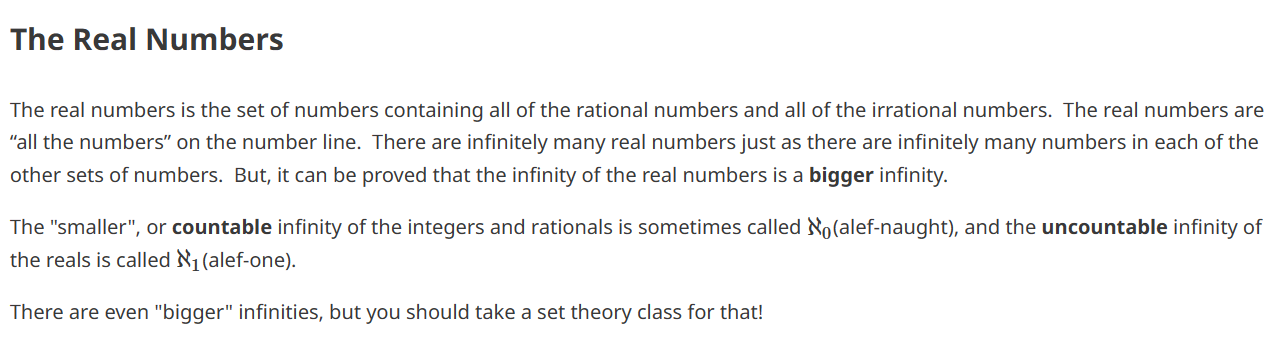 The Real Numbers
The real numbers is the set of numbers containing all of the rational numbers and all of the irrational numbers.  The real numbers are
“all the numbers” on the number line.  There are infinitely many real numbers just as there are infinitely many numbers in each of the
other sets of numbers.  But, it can be proved that the infinity of the real numbers is a bigger infinity.
The "smaller", or countable infinity of the integers and rationals is sometimes called ℵ₀(alef-naught), and the uncountable infinity of
the reals is called ℵ₁(alef-one).
There are even "bigger" infinities, but you should take a set theory class for that!